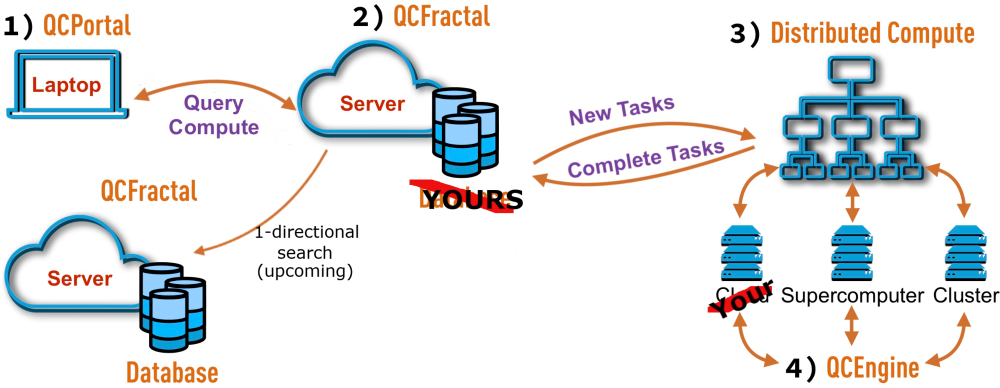 1) QCPortal
Laptop
Query
Compute
2) QCFractal
Server
YOURS
New Tasks
Complete Tasks
3) Distributed Compute
QCFractal
Server
Database
1-directional
search
(upcoming)
Your
Supercomputer
Cluster
4) QCEngine